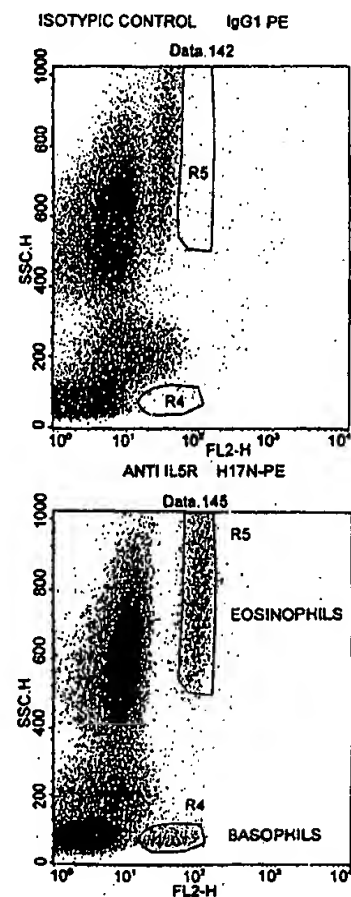 ISOTYPIC CONTROL IgG1 PE
Data.142
1000
800
600
400
200
0
SSC.H
R5
R4
10⁰ 10¹ 10² 10³ 10⁴
FL2-H
ANTI IL5R H17N-PE
Data.145
1000
800
600
400
200
0
SSC.H
R5
EOSINOPHILS
R4
BASOPHILS
10⁰ 10¹ 10² 10³ 10⁴
FL2-H